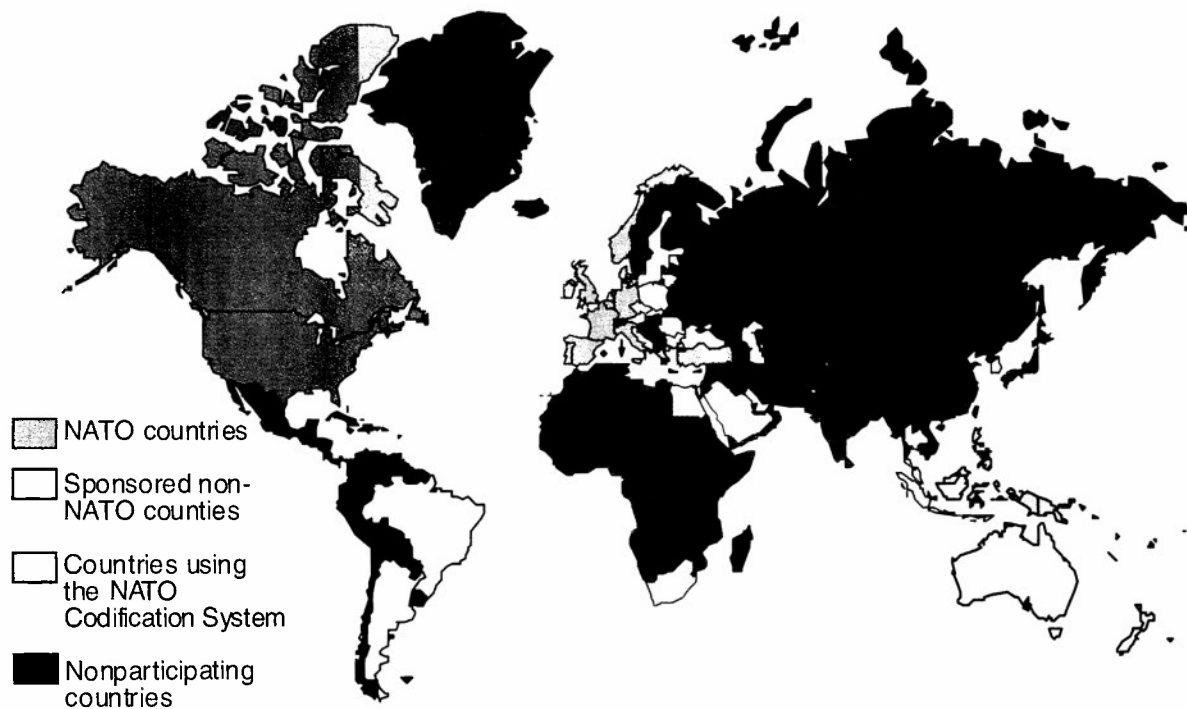 NATO countries
Sponsored non-
NATO counties
Countries using
the NATO
Codification System
Nonparticipating
countries